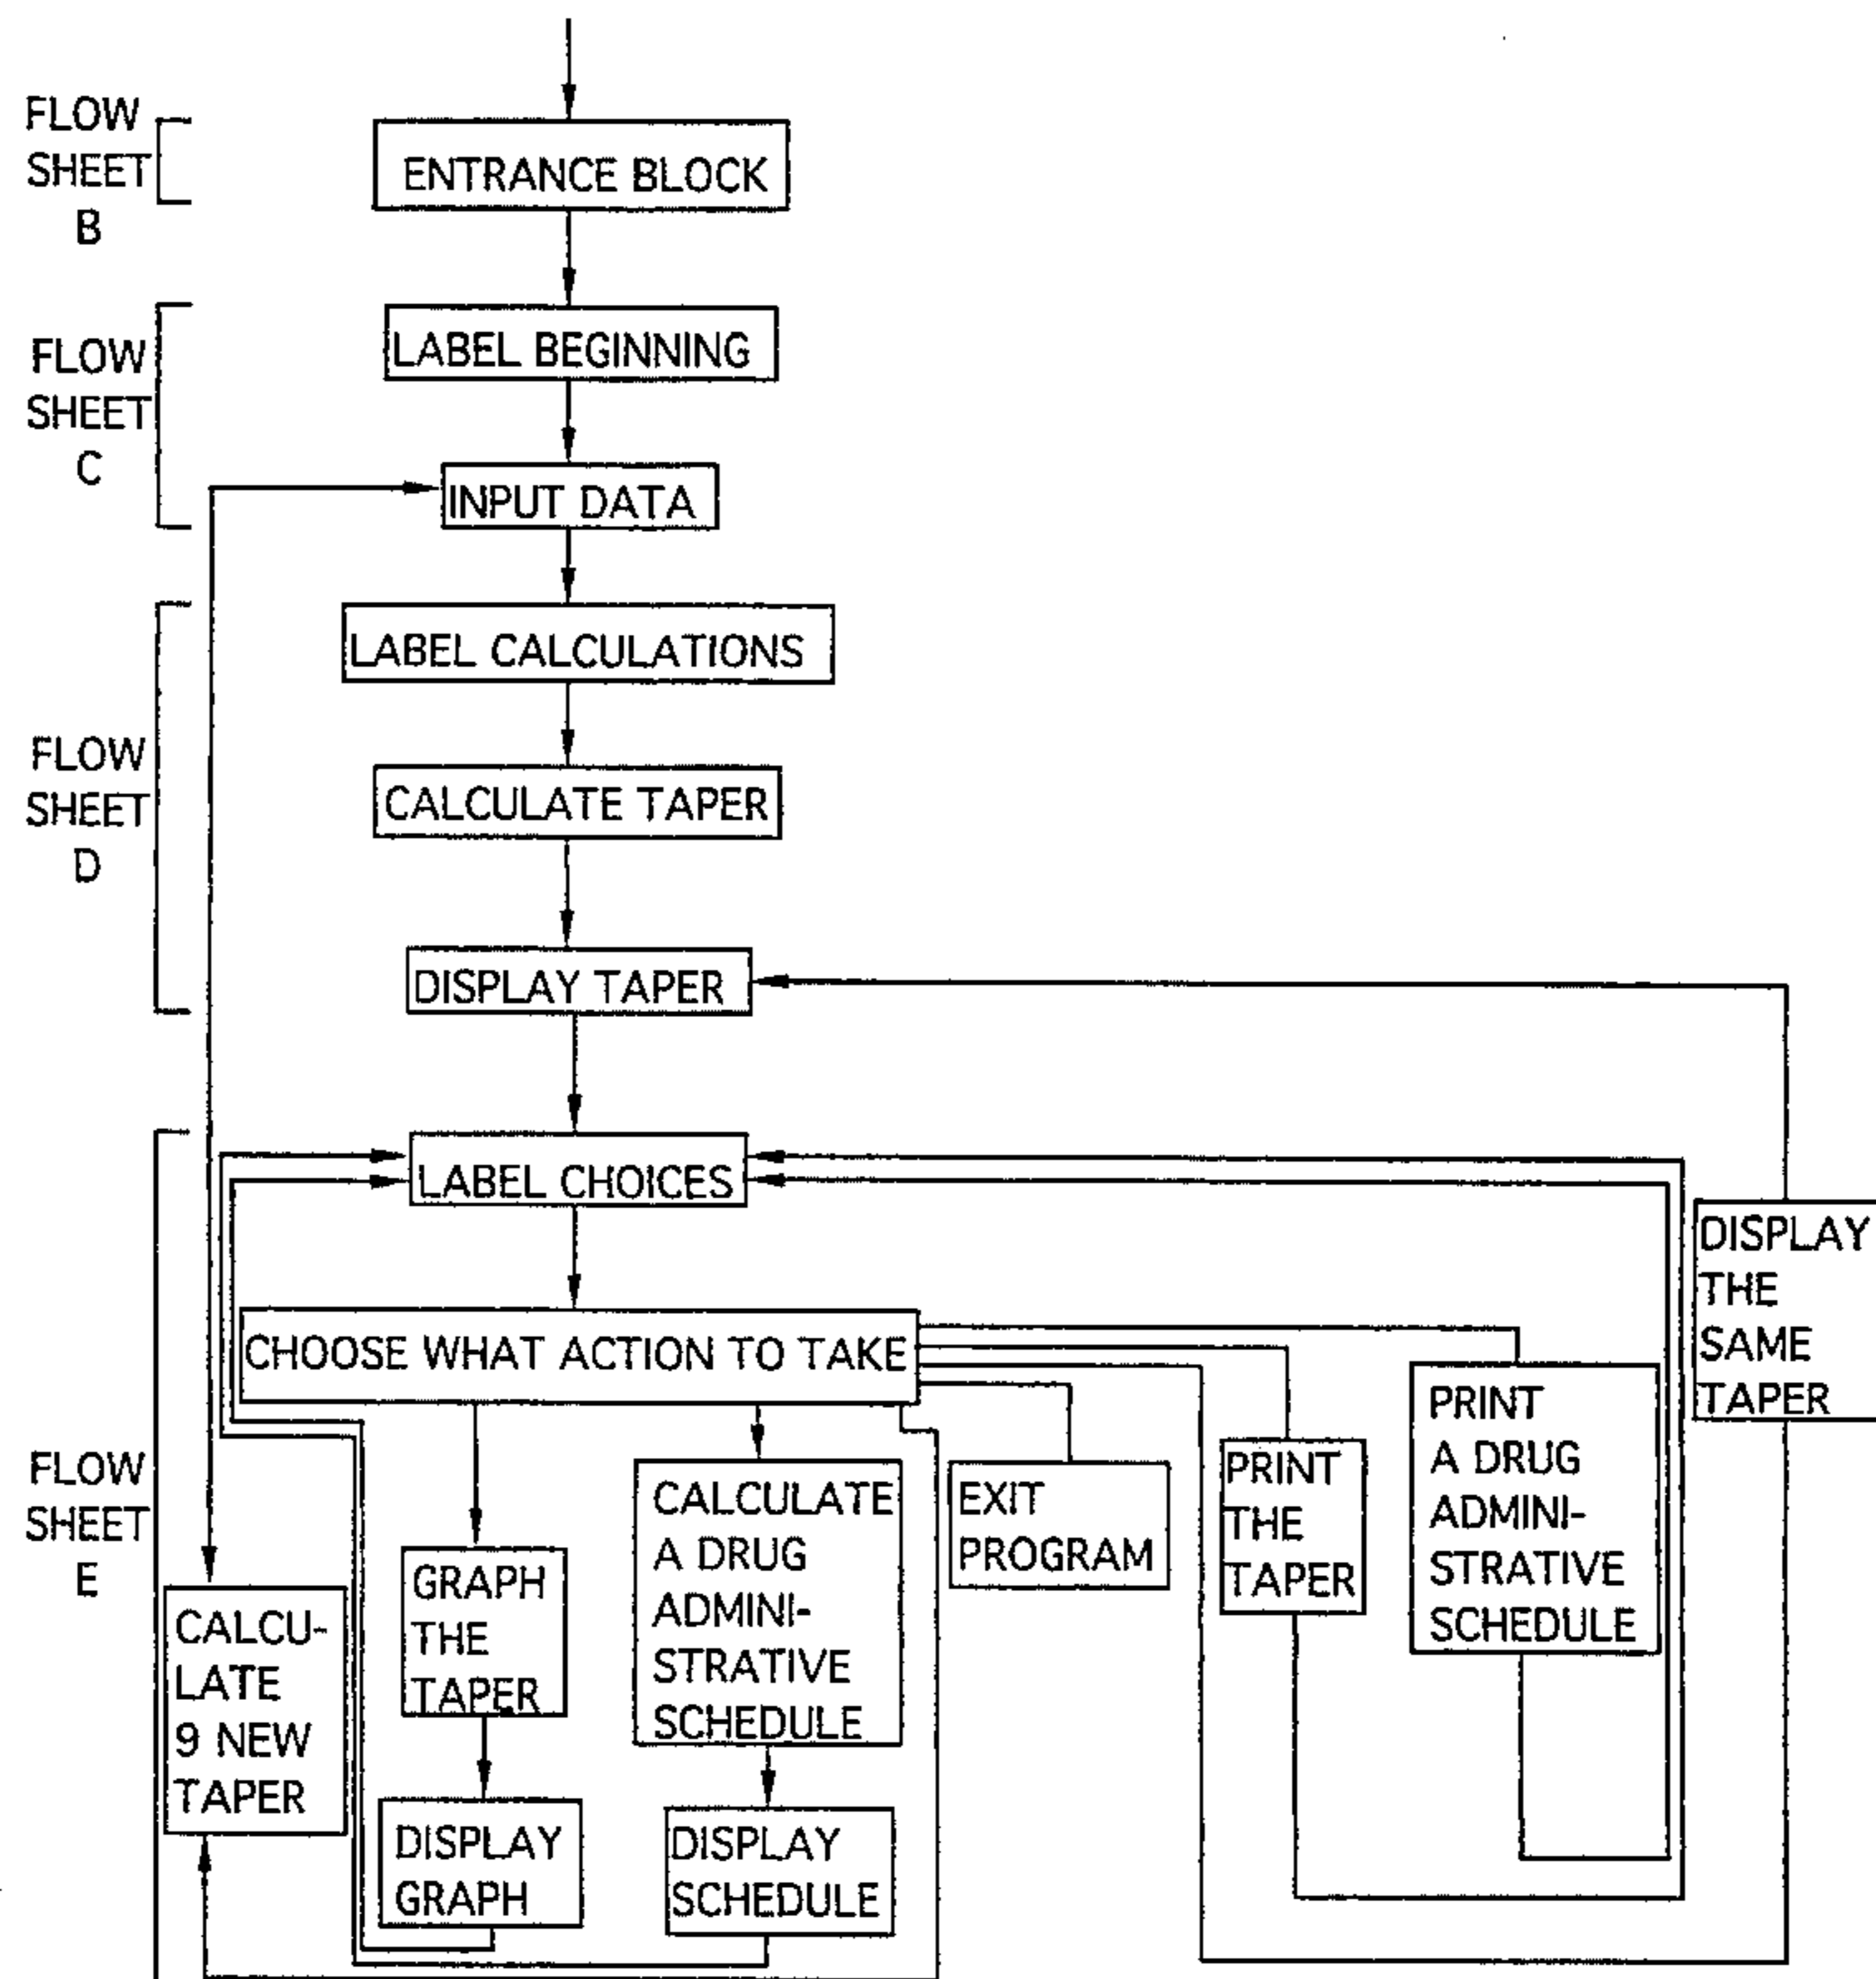 FLOW
SHEET
B
ENTRANCE BLOCK
FLOW
SHEET
C
LABEL BEGINNING
INPUT DATA
FLOW
SHEET
D
LABEL CALCULATIONS
CALCULATE TAPER
DISPLAY TAPER
FLOW
SHEET
E
LABEL CHOICES
CHOOSE WHAT ACTION TO TAKE
CALCU-
LATE
9 NEW
TAPER
GRAPH
THE
TAPER
DISPLAY
GRAPH
CALCULATE
A DRUG
ADMINI-
STRATIVE
SCHEDULE
DISPLAY
SCHEDULE
EXIT
PROGRAM
PRINT
THE
TAPER
PRINT
A DRUG
ADMINI-
STRATIVE
SCHEDULE
DISPLAY
THE
SAME
TAPER